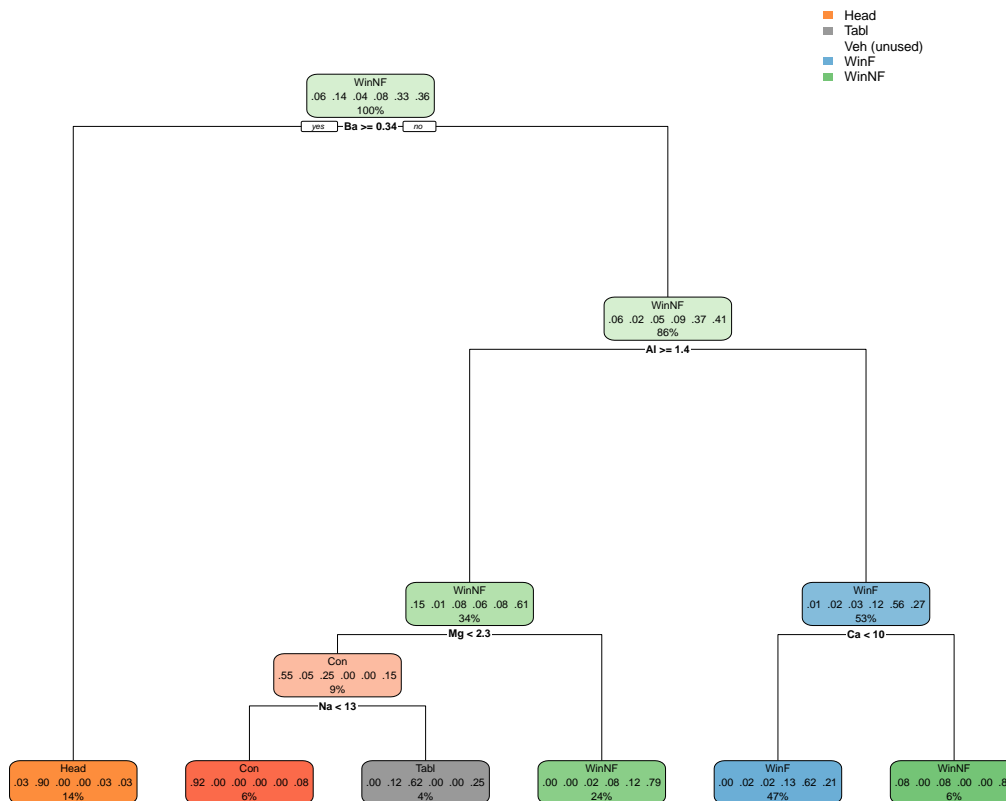 Head
Tabl
Veh (unused)
WinF
WinNF
WinNF
.06 .14 .04 .08 .33 .36
100%
yes Ba >= 0.34 no
WinNF
.06 .02 .05 .09 .37 .41
86%
Al >= 1.4
WinNF
.15 .01 .08 .06 .08 .61
34%
Mg < 2.3
WinF
.01 .02 .03 .12 .56 .27
53%
Ca < 10
Con
.55 .05 .25 .00 .00 .15
9%
Na < 13
Head
.03 .90 .00 .00 .03 .03
14%
Con
.92 .00 .00 .00 .00 .08
6%
Tabl
.00 .12 .62 .00 .00 .25
4%
WinNF
.00 .00 .02 .08 .12 .79
24%
WinF
.00 .02 .02 .13 .62 .21
47%
WinNF
.08 .00 .08 .00 .00
6%